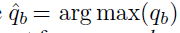 e q̂_b = arg max(q_b)